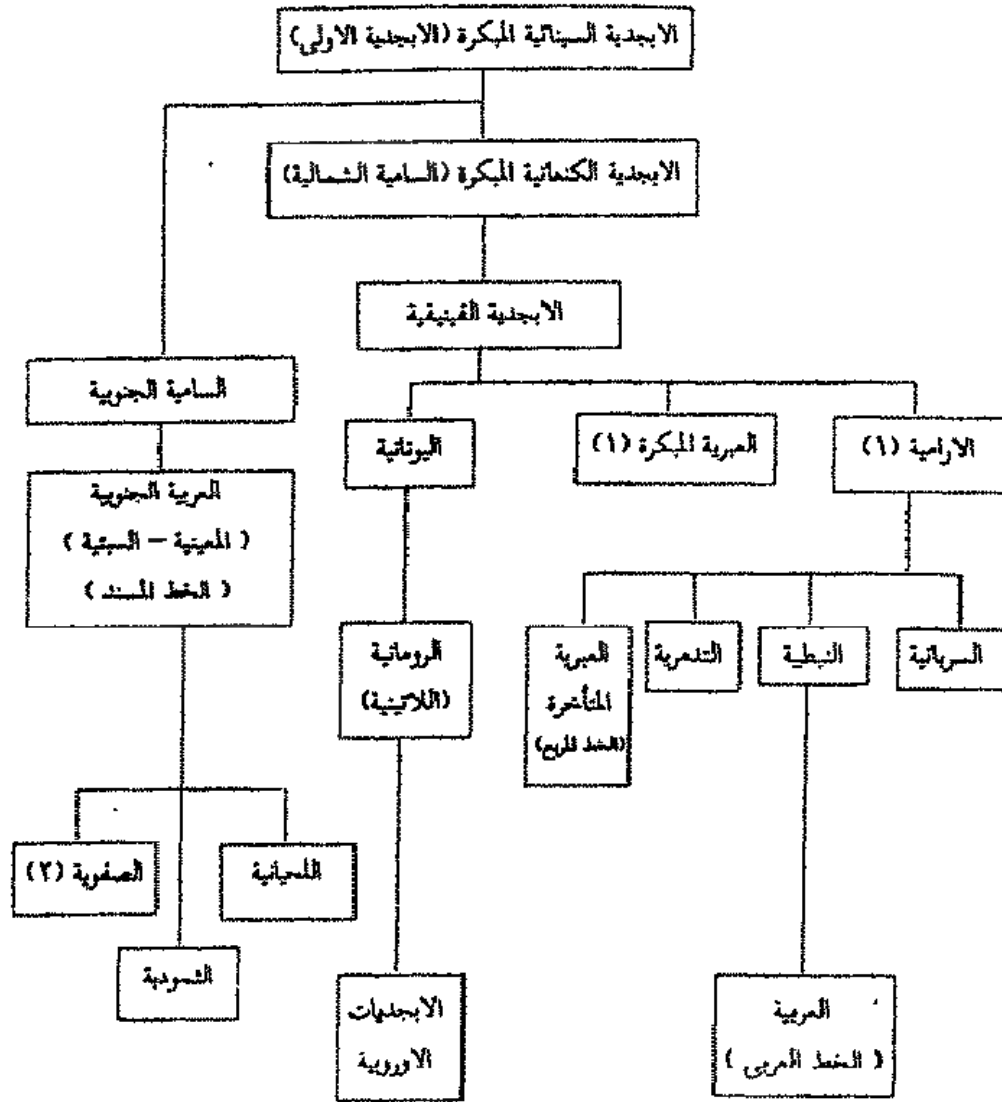 الابجدية السينائية المبكرة (الابجدية الاولى)
الابجدية الكنعانية المبكرة (السامية الشمالية)
الابجدية الفينيقية
السامية الجنوبية
الارامية (١)
العبرية المبكرة (١)
اليونانية
العربية الجنوبية
( المعينية – السبئية )
( الخط المسند )
السريانية
النبطية
التدمرية
العبرية
المتأخرة
(الخط المربع)
الرومانية
(اللاتينية)
اللحيانية
الصفوية (٢)
الثمودية
العربية
( الخط العربى )
الابجديات
الاوروبية